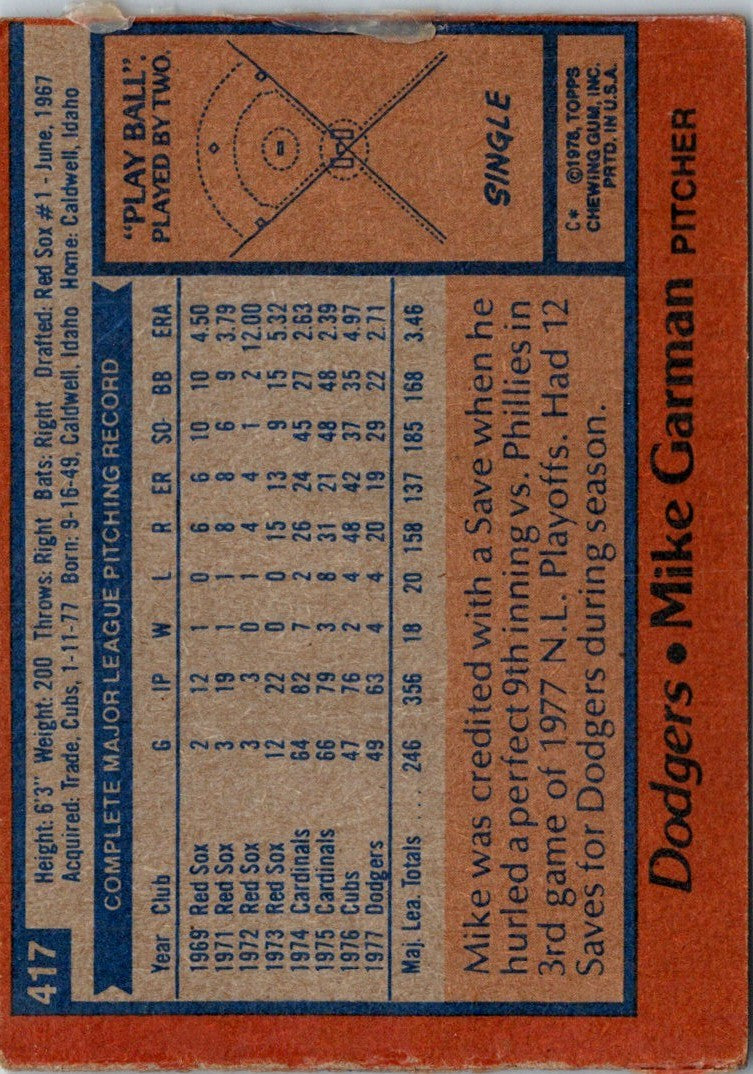 417
Height: 6'3" Weight: 200 Throws: Right Bats: Right Drafted: Red Sox #1 - June, 1967
Acquired: Trade, Cubs, 1-11-77 Born: 9-16-49, Caldwell, Idaho Home: Caldwell, Idaho
COMPLETE MAJOR LEAGUE PITCHING RECORD
Year Club G IP W L R ER SO BB ERA
1969 Red Sox 2 12 1 0 6 6 10 10 4.50
1971 Red Sox 3 19 1 1 8 8 6 9 3.79
1972 Red Sox 3 3 0 1 4 4 1 2 12.00
1973 Red Sox 12 22 0 0 15 13 9 15 5.32
1974 Cardinals 64 82 7 2 26 24 45 27 2.63
1975 Cardinals 66 79 3 8 31 21 48 48 2.39
1976 Cubs 47 76 2 4 48 42 37 35 4.97
1977 Dodgers 49 63 4 4 20 19 29 22 2.71
Maj. Lea. Totals .... 246 356 18 20 158 137 185 168 3.46
Mike was credited with a Save when he
hurled a perfect 9th inning vs. Phillies in
3rd game of 1977 N.L. Playoffs. Had 12
Saves for Dodgers during season.
"PLAY BALL":
PLAYED BY TWO.
SINGLE
C* ©1978, TOPPS
CHEWING GUM, INC.
PRTD. IN U.S.A.
Dodgers • Mike Garman PITCHER